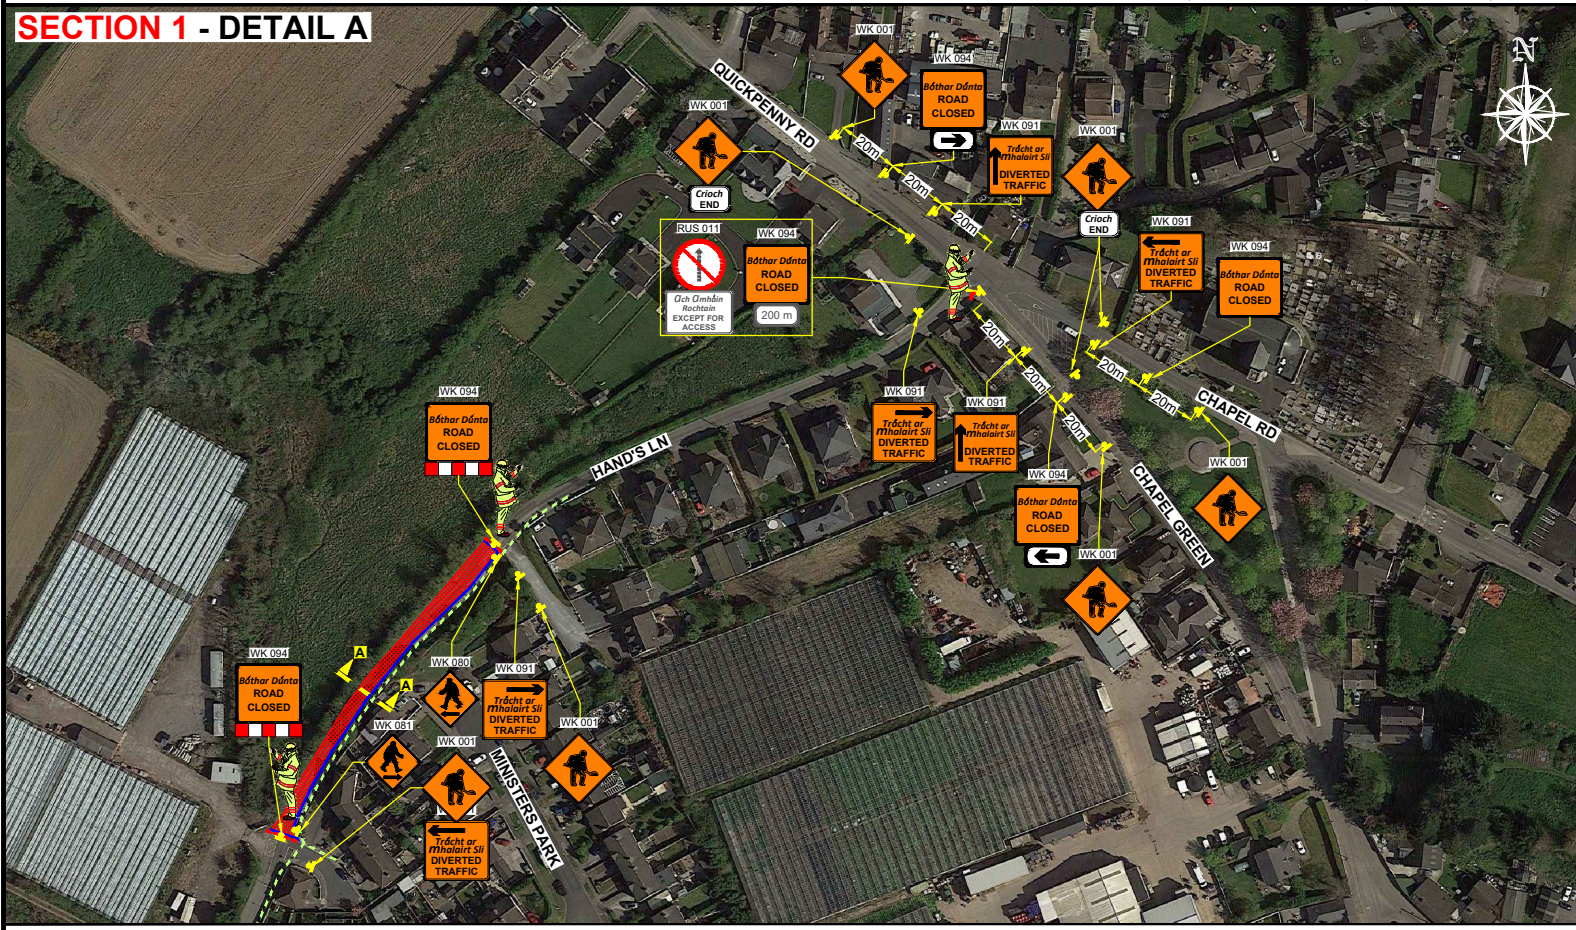 SECTION 1 - DETAIL A
N
QUICKPENNY RD
WK 001
WK 094
Bóthar Dúnta
ROAD
CLOSED
WK 001
Críoch
END
20m
20m
20m
WK 091
Trácht ar
Mhalairt Slí
DIVERTED
TRAFFIC
WK 001
Críoch
END
RUS 011
Ach Amháin
Rochtain
EXCEPT FOR
ACCESS
WK 094
Bóthar Dúnta
ROAD
CLOSED
200 m
WK 091
Trácht ar
Mhalairt Slí
DIVERTED
TRAFFIC
WK 094
Bóthar Dúnta
ROAD
CLOSED
20m
20m
20m
20m
20m
CHAPEL RD
WK 091
Trácht ar
Mhalairt Slí
DIVERTED
TRAFFIC
WK 091
Trácht ar
Mhalairt Slí
DIVERTED
TRAFFIC
WK 094
Bóthar Dúnta
ROAD
CLOSED
HAND'S LN
WK 094
Bóthar Dúnta
ROAD
CLOSED
WK 001
CHAPEL GREEN
WK 001
WK 094
Bóthar Dúnta
ROAD
CLOSED
A
A
WK 080
WK 091
Trácht ar
Mhalairt Slí
DIVERTED
TRAFFIC
WK 001
WK 081
WK 001
Trácht ar
Mhalairt Slí
DIVERTED
TRAFFIC
MINISTERS PARK